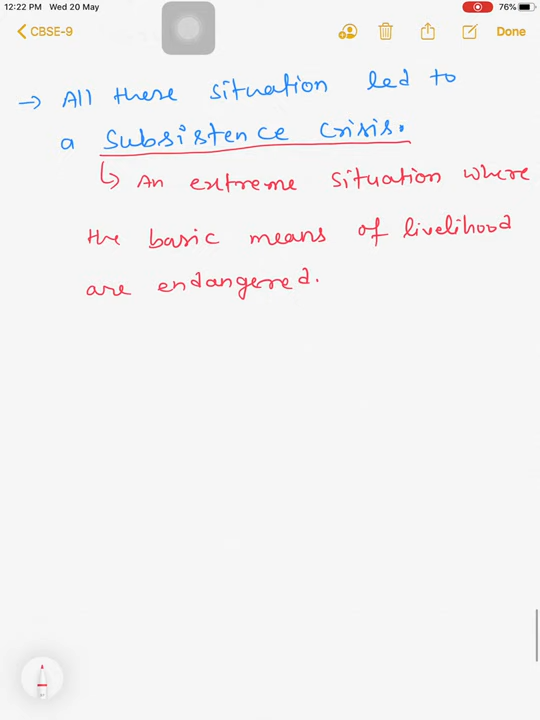 12:22 PM Wed 20 May
76%
CBSE-9
Done
→ All these situation led to
a Subsistence Crisis.
↳ An extreme situation where
the basic means of livelihood
are endangered.